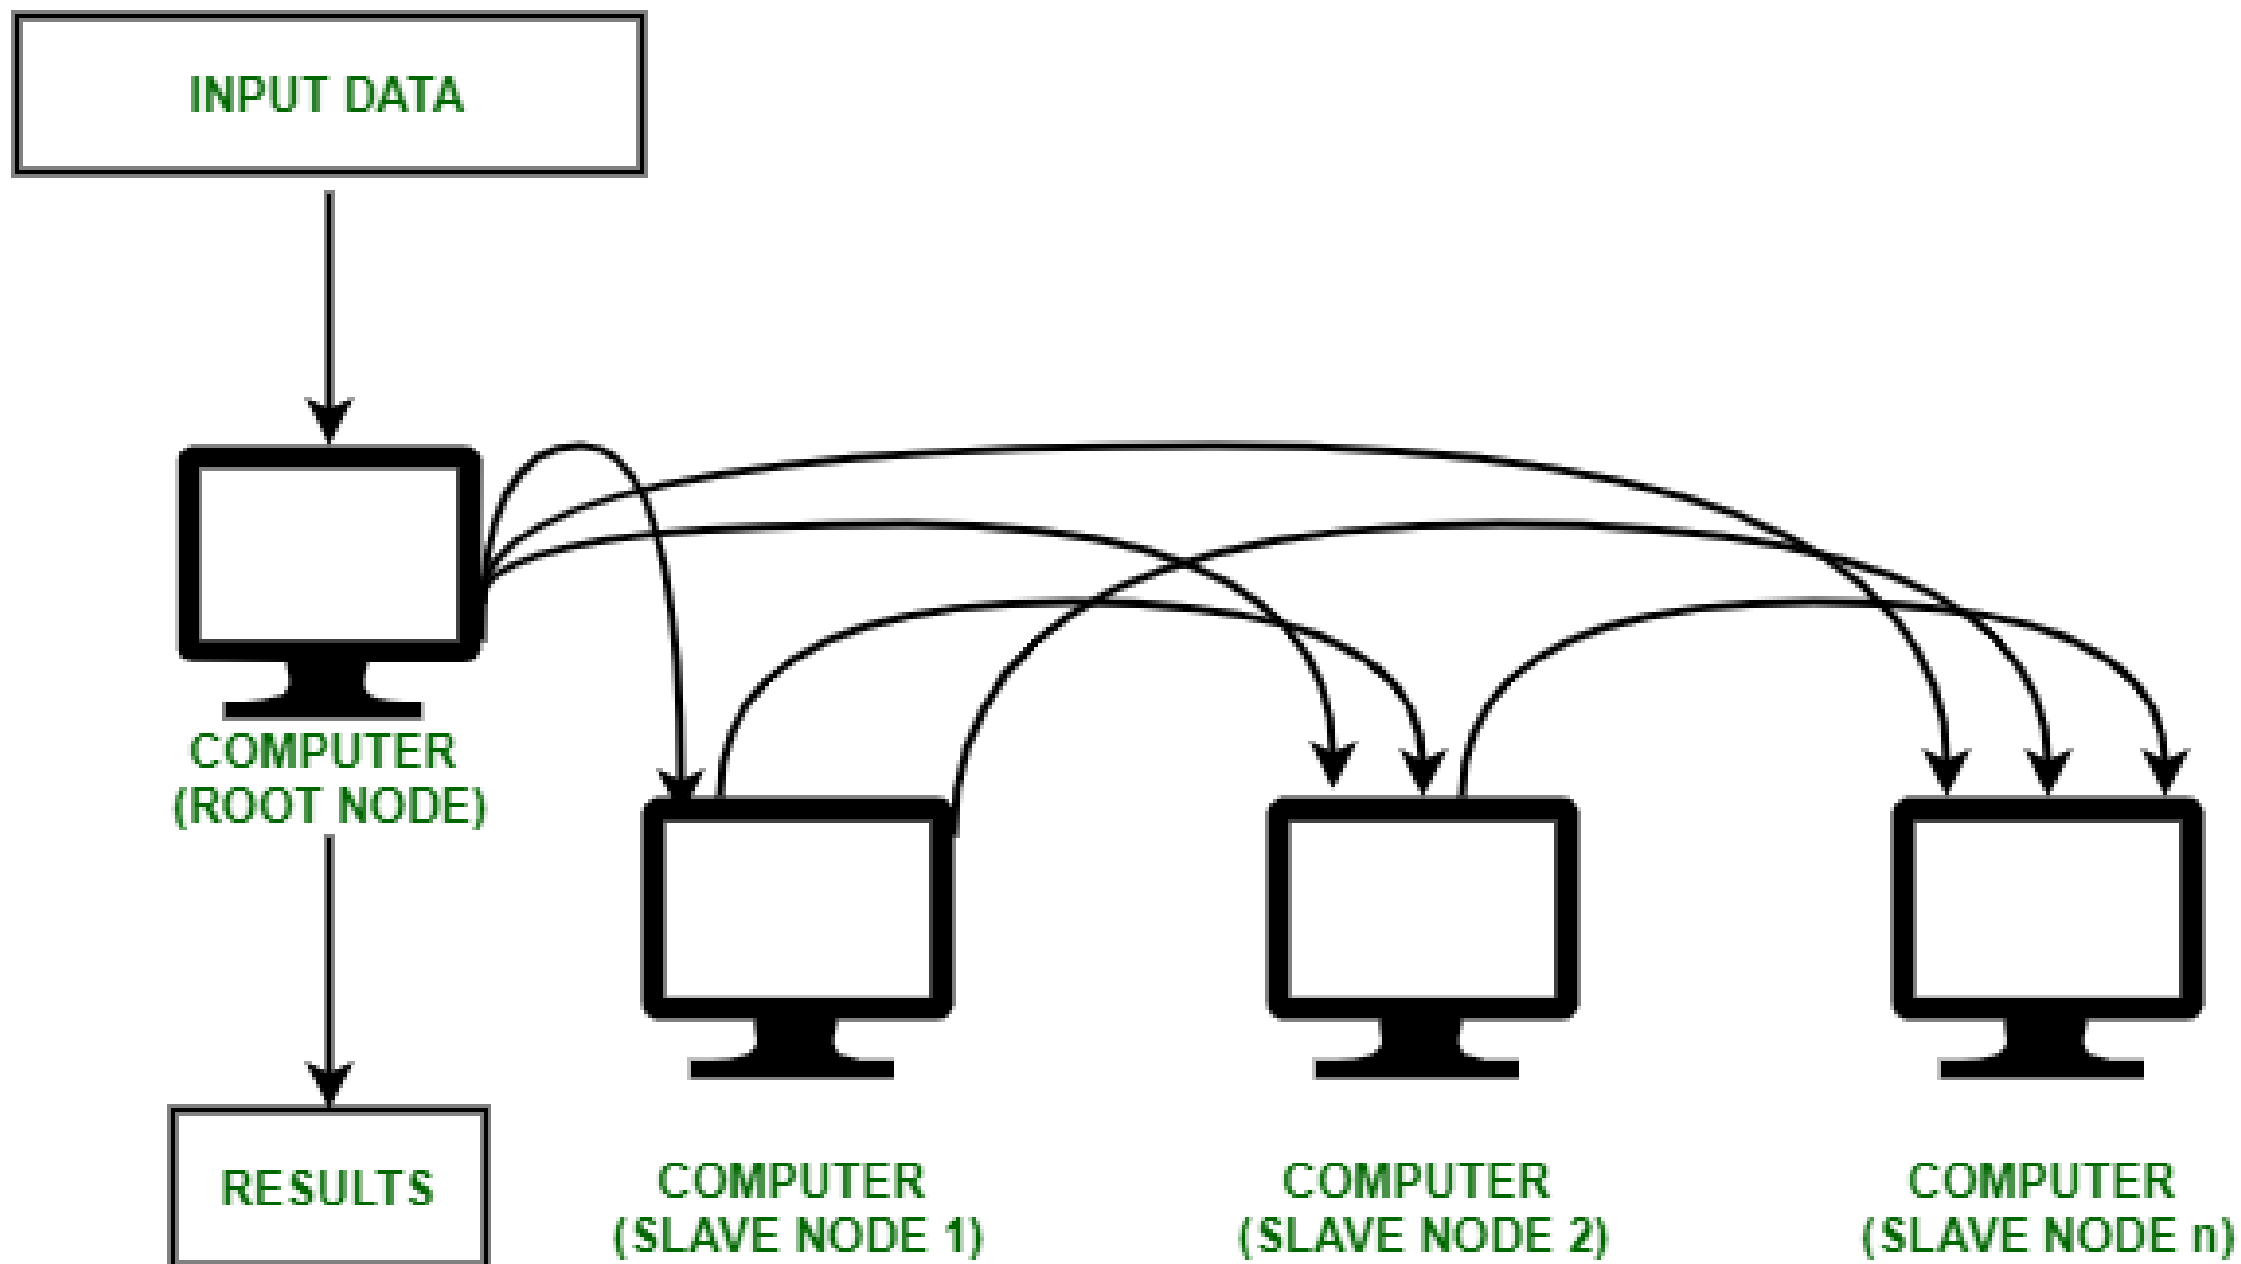 INPUT DATA
COMPUTER
(ROOT NODE)
RESULTS
COMPUTER
(SLAVE NODE 1)
COMPUTER
(SLAVE NODE 2)
COMPUTER
(SLAVE NODE n)